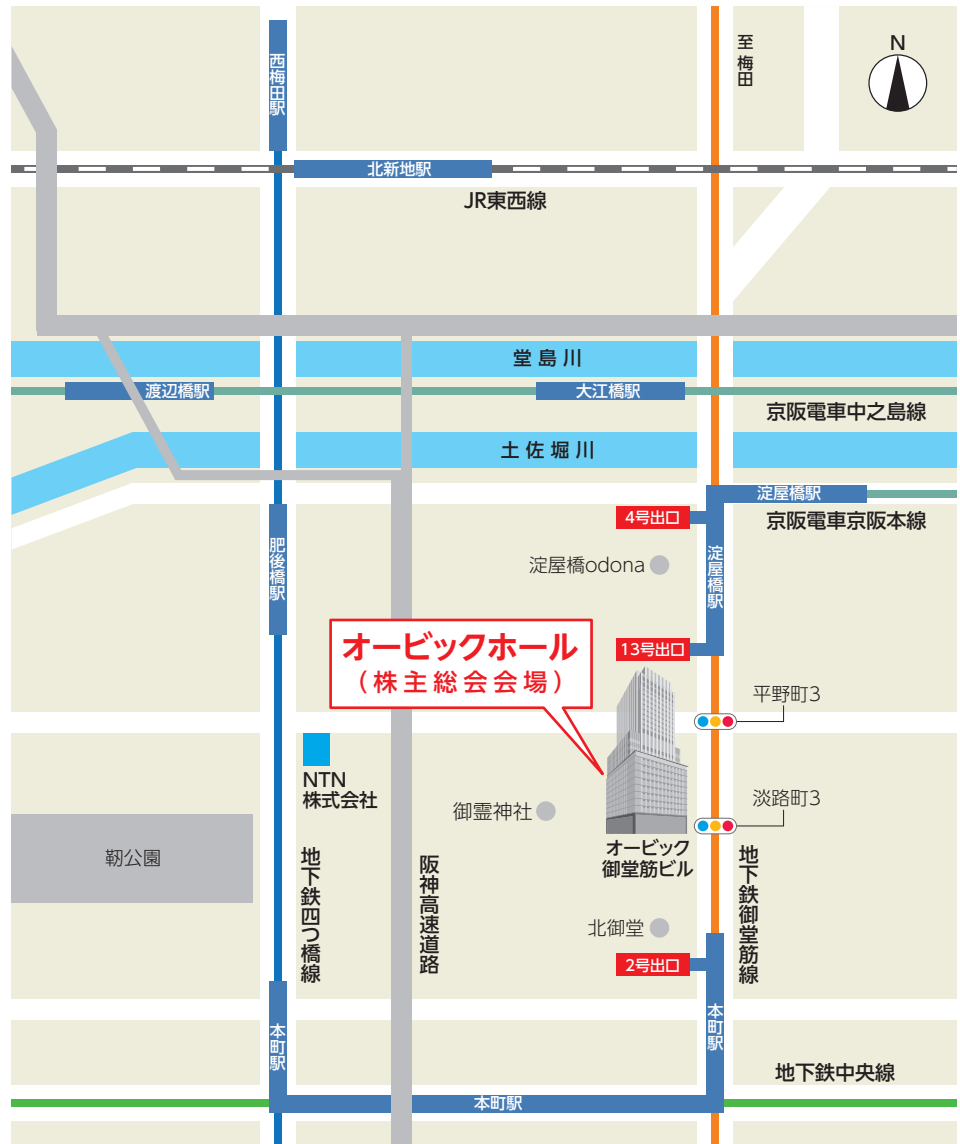 至梅田
N
西梅田駅
北新地駅
JR東西線
堂島川
渡辺橋駅
大江橋駅
京阪電車中之島線
土佐堀川
淀屋橋駅
京阪電車京阪本線
4号出口
淀屋橋odona
淀屋橋駅
肥後橋駅
13号出口
オービックホール
(株主総会会場)
平野町3
NTN
株式会社
御霊神社
淡路町3
オービック
御堂筋ビル
靭公園
地下鉄四つ橋線
阪神高速道路
地下鉄御堂筋線
北御堂
2号出口
本町駅
本町駅
地下鉄中央線
本町駅